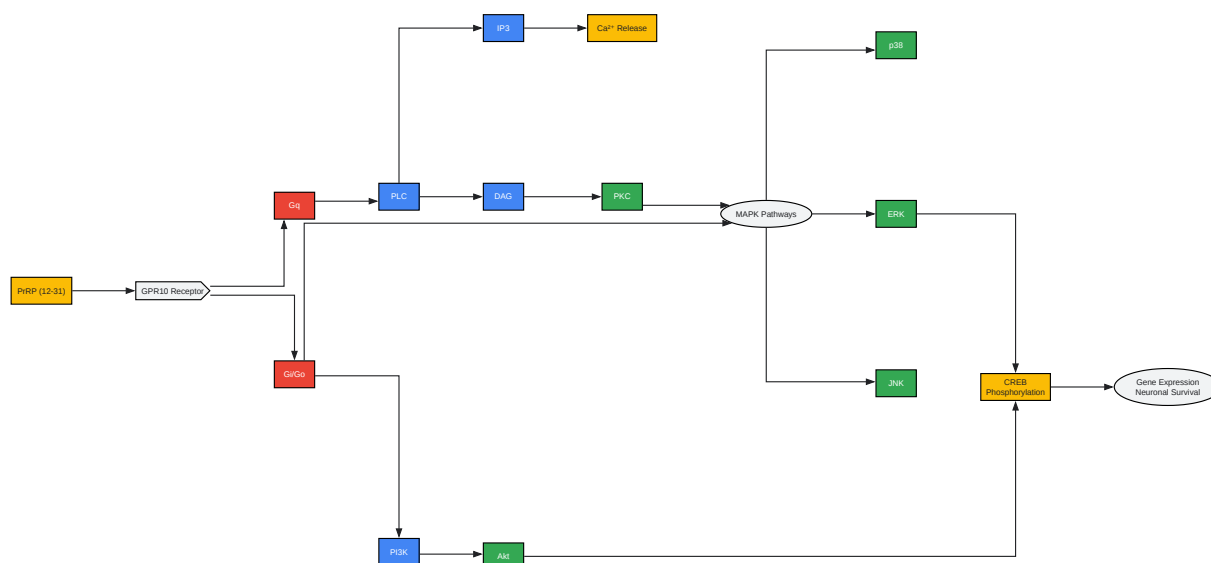 IP3
Ca²⁺ Release
p38
PLC
DAG
PKC
Gq
MAPK Pathways
ERK
PrRP (12-31)
GPR10 Receptor
Gi/Go
JNK
CREB
Phosphorylation
Gene Expression
Neuronal Survival
PI3K
Akt